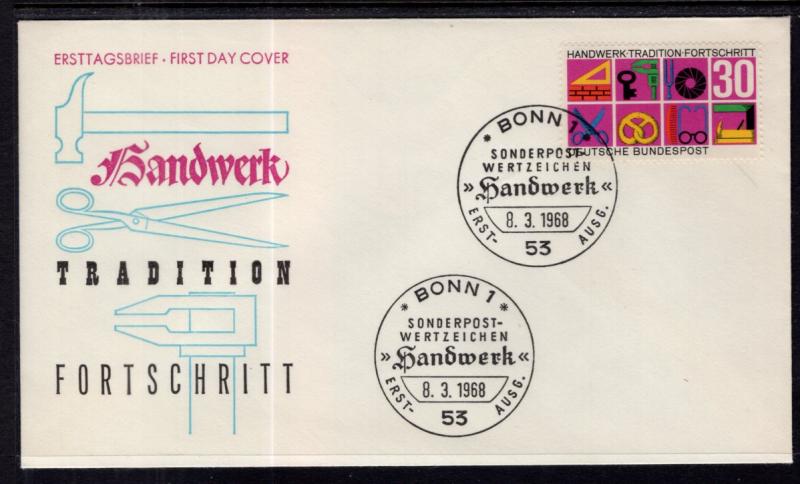 ERSTTAGSBRIEF · FIRST DAY COVER
Handwerk
TRADITION
FORTSCHRITT
HANDWERK·TRADITION·FORTSCHRITT
30
DEUTSCHE BUNDESPOST
* BONN 1 *
SONDERPOST-
WERTZEICHEN
»Handwerk«
8. 3. 1968
ERST- AUSG.
53
* BONN 1 *
SONDERPOST-
WERTZEICHEN
»Handwerk«
8. 3. 1968
ERST- AUSG.
53